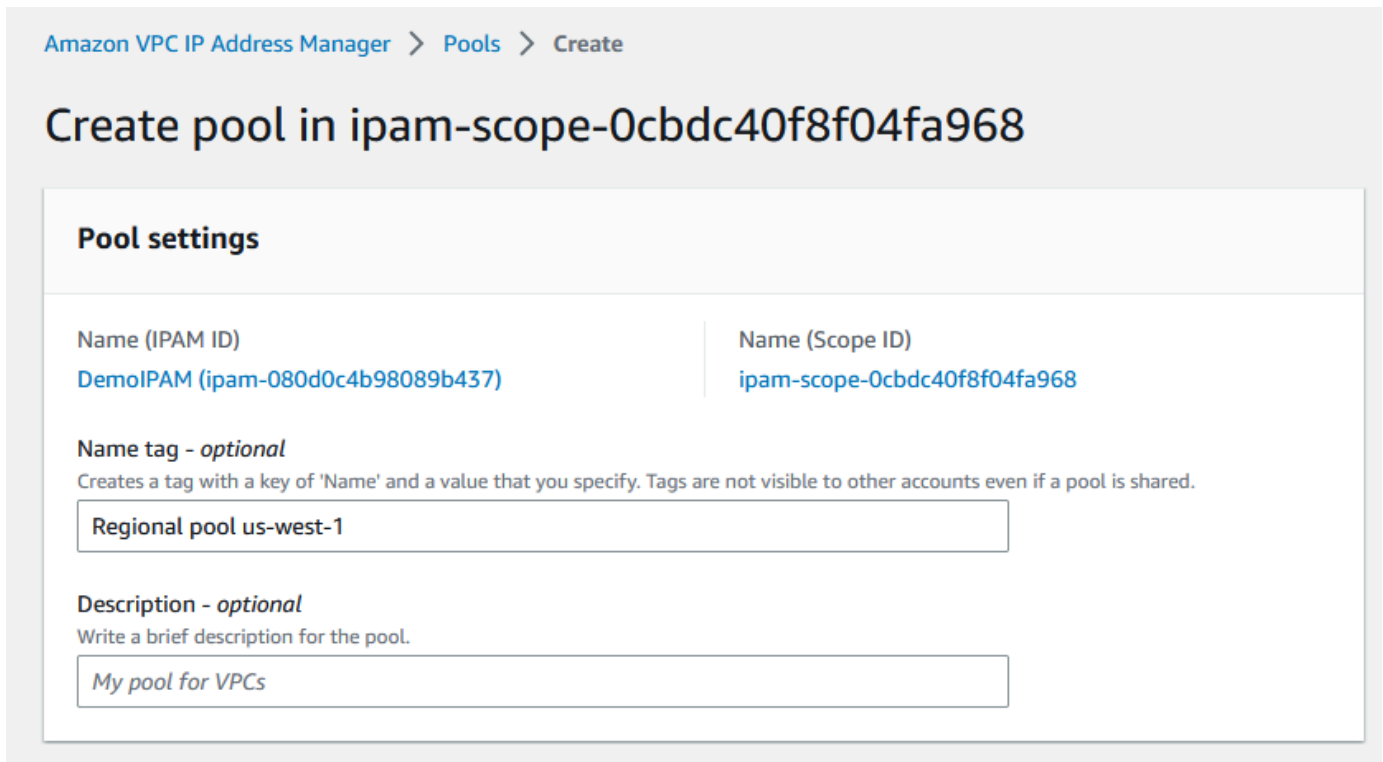 Amazon VPC IP Address Manager > Pools > Create
Create pool in ipam-scope-0cbdc40f8f04fa968
Pool settings
Name (IPAM ID)
DemoIPAM (ipam-080d0c4b98089b437)
Name (Scope ID)
ipam-scope-0cbdc40f8f04fa968
Name tag - optional
Creates a tag with a key of 'Name' and a value that you specify. Tags are not visible to other accounts even if a pool is shared.
Regional pool us-west-1
Description - optional
Write a brief description for the pool.
My pool for VPCs